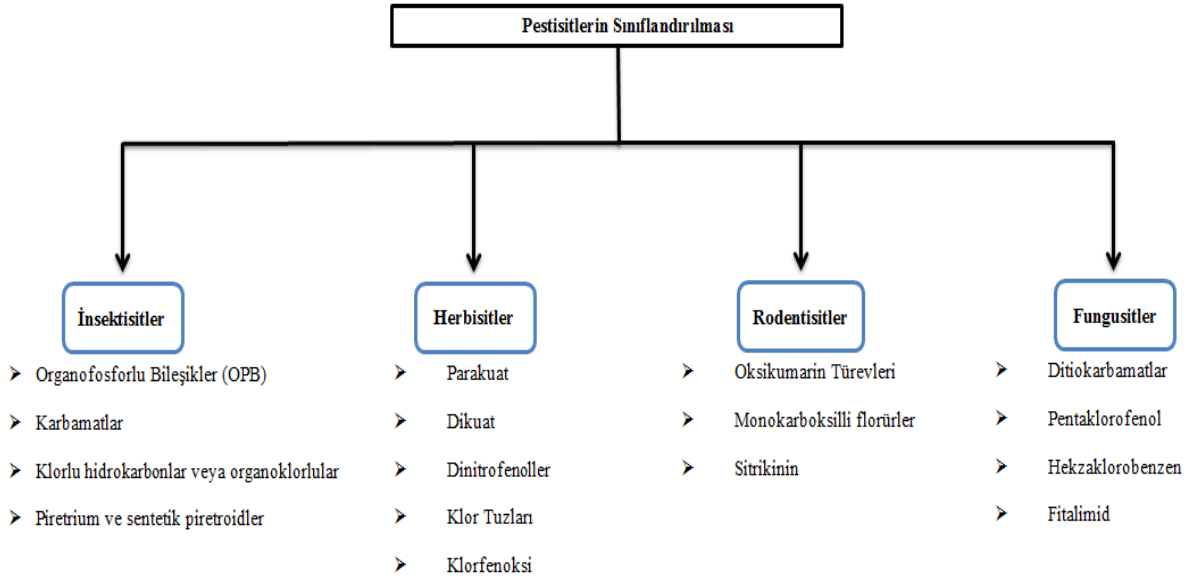 Pestisitlerin Sınıflandırılması
İnsektisitler
➤ Organofosforlu Bileşikler (OPB)
➤ Karbamatlar
➤ Klorlu hidrokarbonlar veya organoklorlular
➤ Piretrium ve sentetik piretroidler
Herbisitler
➤ Parakuat
➤ Dikuat
➤ Dinitrofenoller
➤ Klor Tuzları
➤ Klorfenoksi
Rodentisitler
➤ Oksikumarin Türevleri
➤ Monokarboksilli florürler
➤ Sitrikinin
Fungusitler
➤ Ditiokarbamatlar
➤ Pentaklorofenol
➤ Hekzaklorobenzen
➤ Fitalimid